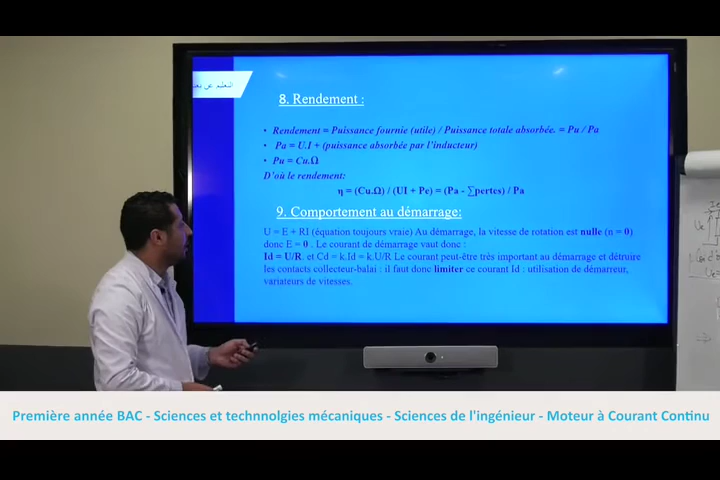 التعلم عن بعد
8. Rendement :
• Rendement = Puissance fournie (utile) / Puissance totale absorbée. = Pu / Pa
• Pa = U.I + (puissance absorbée par l'inducteur)
• Pu = Cu.Ω
D'où le rendement:
η = (Cu.Ω) / (UI + Pe) = (Pa - ∑pertes) / Pa
9. Comportement au démarrage:
U = E + RI (équation toujours vraie) Au démarrage, la vitesse de rotation est nulle (n = 0)
donc E = 0 . Le courant de démarrage vaut donc :
Id = U/R. et Cd = k.Id = k.U/R Le courant peut-être très important au démarrage et détruire
les contacts collecteur-balai : il faut donc limiter ce courant Id : utilisation de démarreur,
variateurs de vitesses.
Première année BAC - Sciences et technnolgies mécaniques - Sciences de l'ingénieur - Moteur à Courant Continu